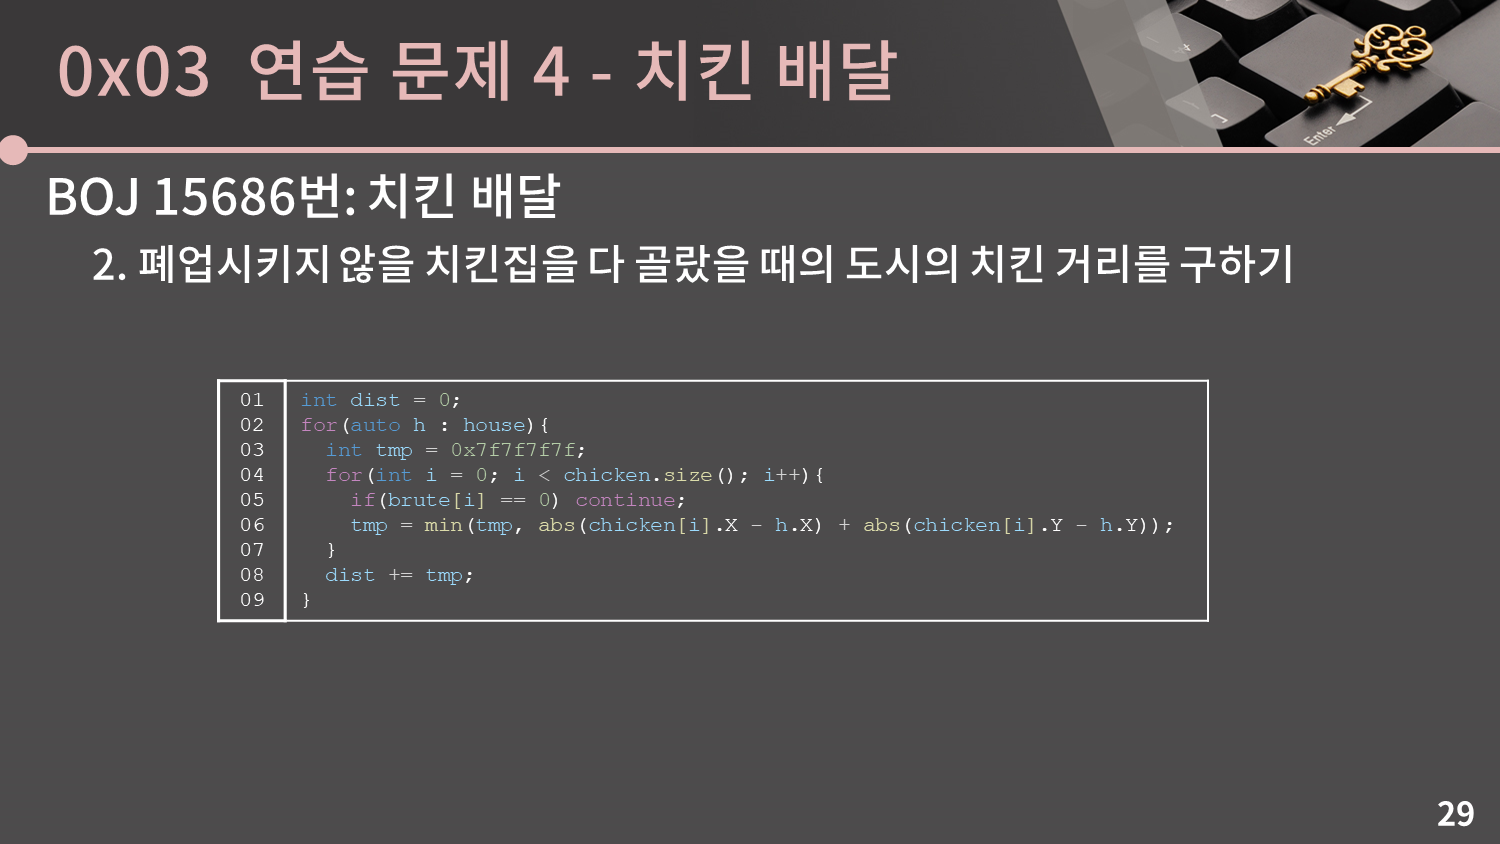 0x03 연습 문제 4 - 치킨 배달
Enter
BOJ 15686번: 치킨 배달
2. 폐업시키지 않을 치킨집을 다 골랐을 때의 도시의 치킨 거리를 구하기
01 int dist = 0;
02 for(auto h : house){
03   int tmp = 0x7f7f7f7f;
04   for(int i = 0; i < chicken.size(); i++){
05     if(brute[i] == 0) continue;
06     tmp = min(tmp, abs(chicken[i].X - h.X) + abs(chicken[i].Y - h.Y));
07   }
08   dist += tmp;
09 }
29